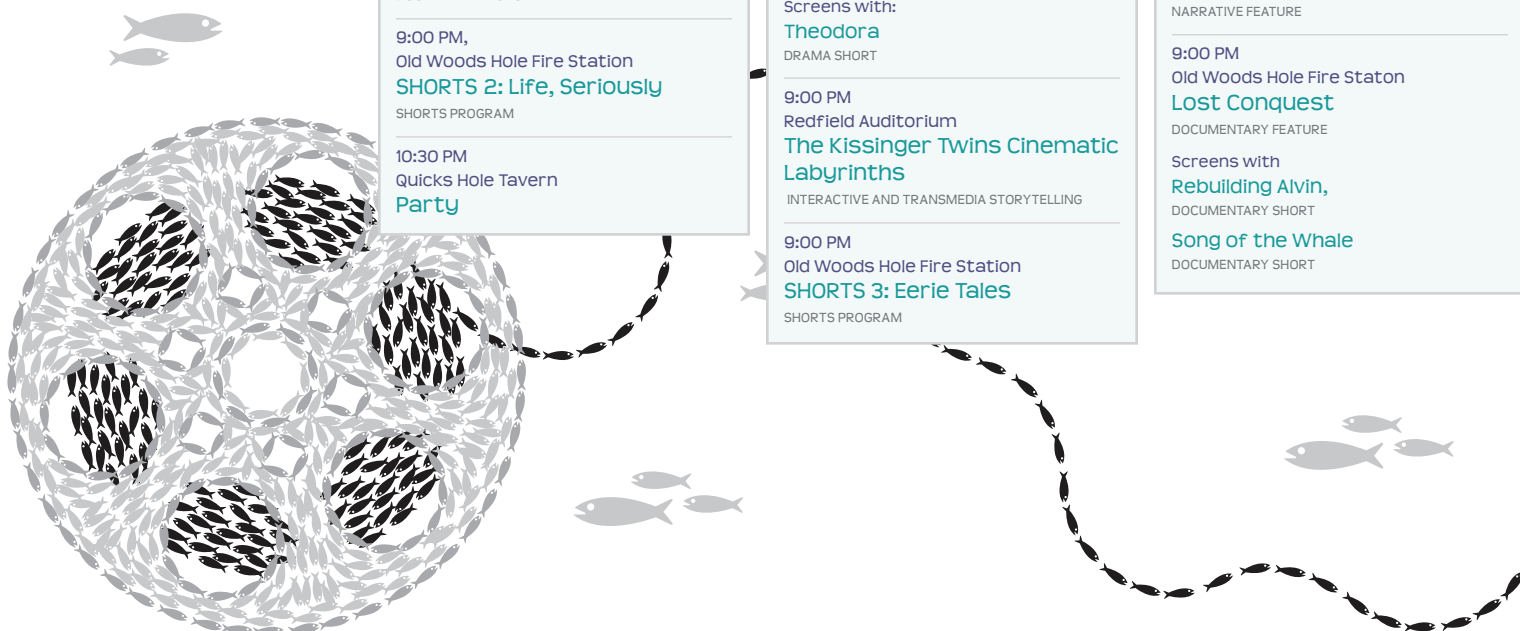 9:00 PM,
Old Woods Hole Fire Station
SHORTS 2: Life, Seriously
SHORTS PROGRAM
10:30 PM
Quicks Hole Tavern
Party
Screens with:
Theodora
DRAMA SHORT
9:00 PM
Redfield Auditorium
The Kissinger Twins Cinematic
Labyrinths
INTERACTIVE AND TRANSMEDIA STORYTELLING
9:00 PM
Old Woods Hole Fire Station
SHORTS 3: Eerie Tales
SHORTS PROGRAM
NARRATIVE FEATURE
9:00 PM
Old Woods Hole Fire Staton
Lost Conquest
DOCUMENTARY FEATURE
Screens with
Rebuilding Alvin,
DOCUMENTARY SHORT
Song of the Whale
DOCUMENTARY SHORT